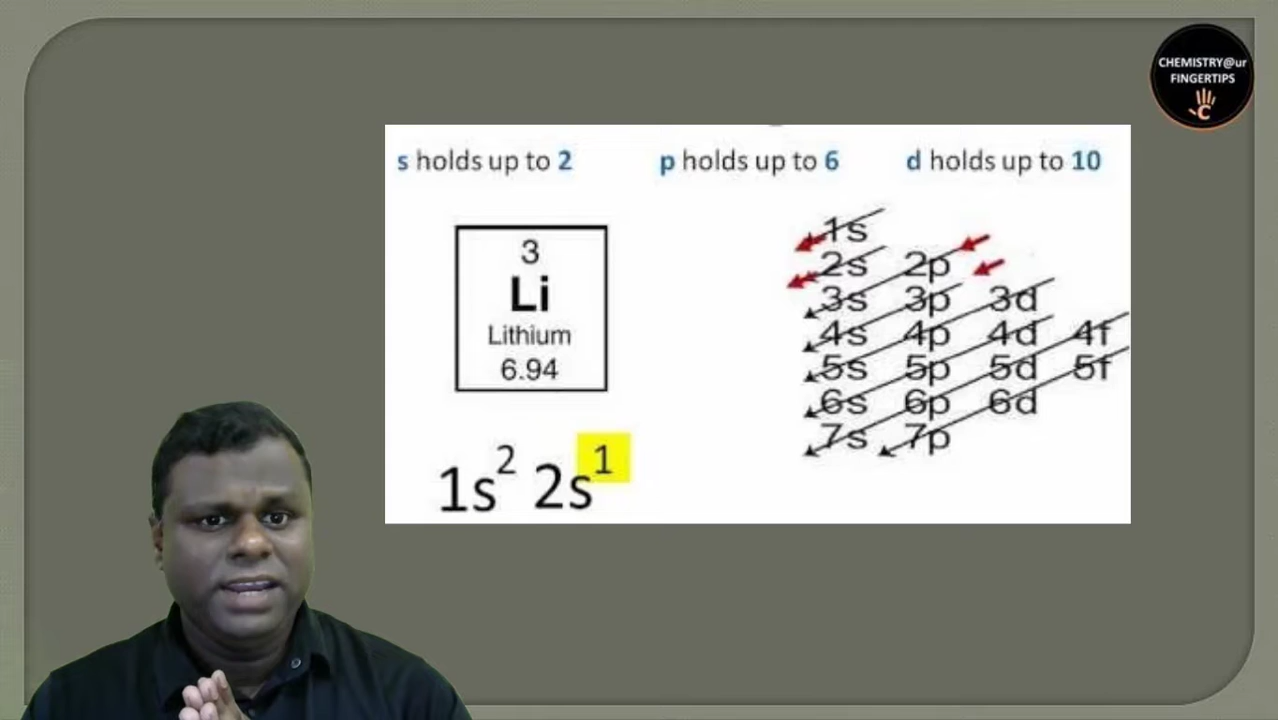 CHEMISTRY@ur
FINGERTIPS
C
s holds up to 2 p holds up to 6 d holds up to 10
3
Li
Lithium
6.94
1s² 2s¹
1s
2s 2p
3s 3p 3d
4s 4p 4d 4f
5s 5p 5d 5f
6s 6p 6d
7s 7p